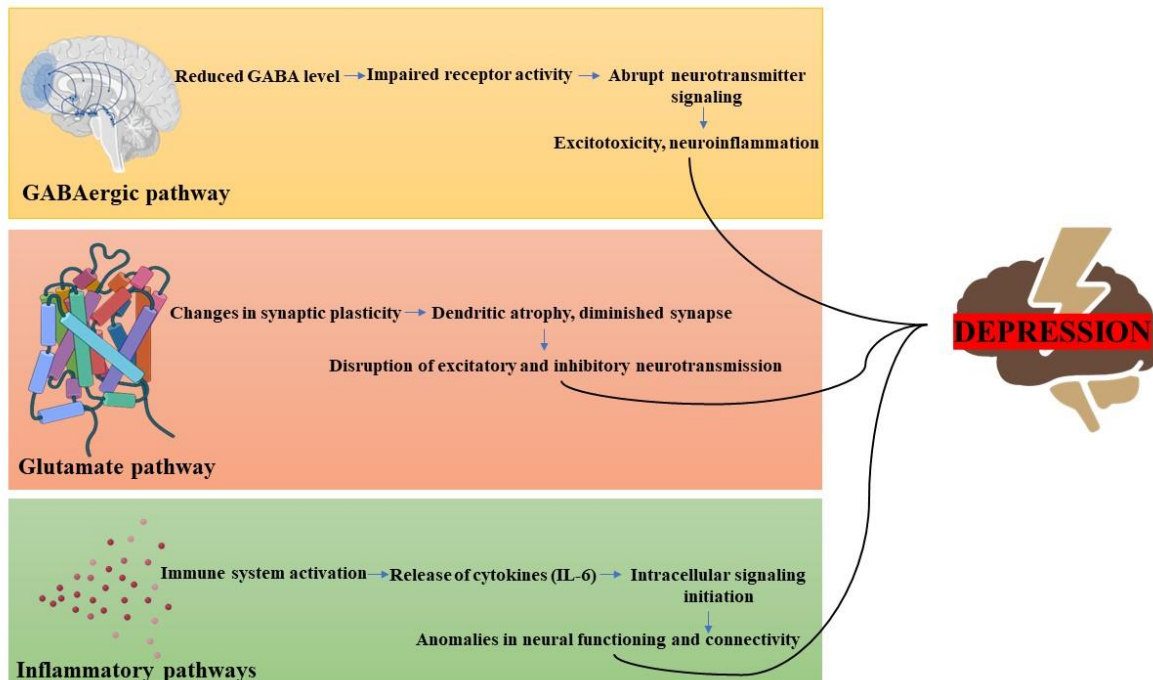 Reduced GABA level
Impaired receptor activity
Abrupt neurotransmitter
signaling
Excitotoxicity, neuroinflammation
GABAergic pathway
Changes in synaptic plasticity
Dendritic atrophy, diminished synapse
Disruption of excitatory and inhibitory neurotransmission
Glutamate pathway
DEPRESSION
Immune system activation
Release of cytokines (IL-6)
Intracellular signaling
initiation
Anomalies in neural functioning and connectivity
Inflammatory pathways